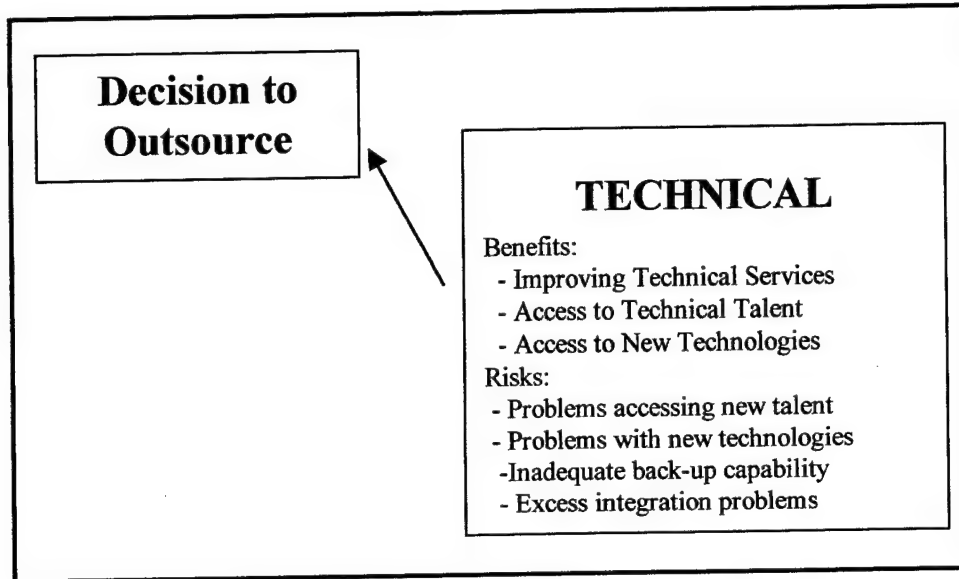 Decision to
Outsource
TECHNICAL
Benefits:
- Improving Technical Services
- Access to Technical Talent
- Access to New Technologies
Risks:
- Problems accessing new talent
- Problems with new technologies
-Inadequate back-up capability
- Excess integration problems